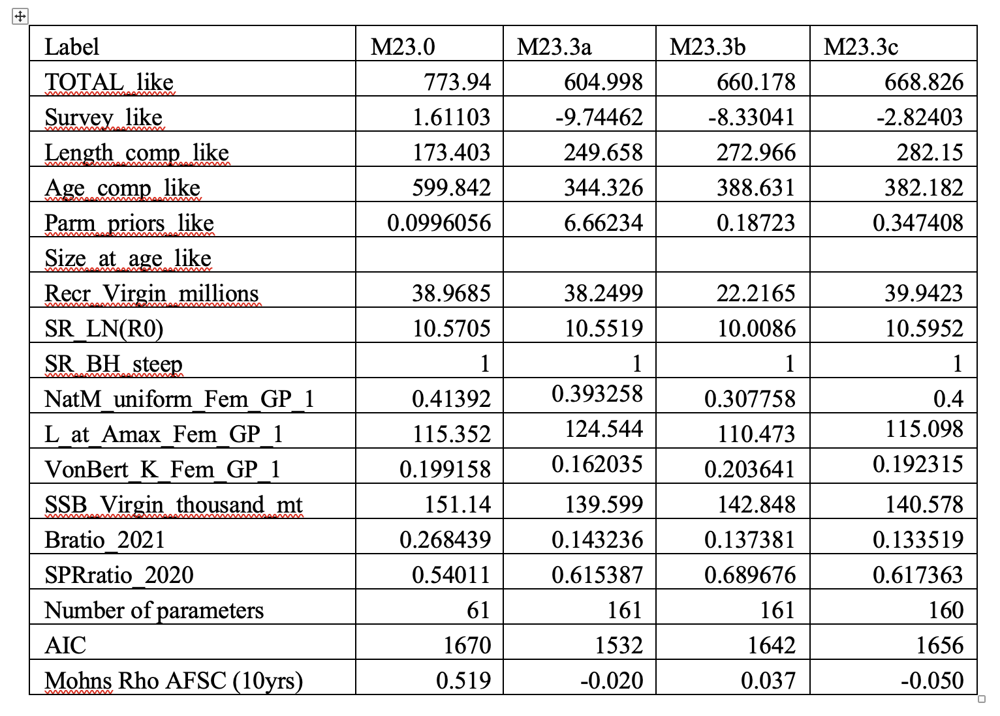 Label M23.0 M23.3a M23.3b M23.3c
TOTAL_like 773.94 604.998 660.178 668.826
Survey_like 1.61103 -9.74462 -8.33041 -2.82403
Length_comp_like 173.403 249.658 272.966 282.15
Age_comp_like 599.842 344.326 388.631 382.182
Parm_priors_like 0.0996056 6.66234 0.18723 0.347408
Size_at_age_like
Recr_Virgin_millions 38.9685 38.2499 22.2165 39.9423
SR_LN(R0) 10.5705 10.5519 10.0086 10.5952
SR_BH_steep 1 1 1 1
NatM_uniform_Fem_GP_1 0.41392 0.393258 0.307758 0.4
L_at_Amax_Fem_GP_1 115.352 124.544 110.473 115.098
VonBert_K_Fem_GP_1 0.199158 0.162035 0.203641 0.192315
SSB_Virgin_thousand_mt 151.14 139.599 142.848 140.578
Bratio_2021 0.268439 0.143236 0.137381 0.133519
SPRratio_2020 0.54011 0.615387 0.689676 0.617363
Number of parameters 61 161 161 160
AIC 1670 1532 1642 1656
Mohns Rho AFSC (10yrs) 0.519 -0.020 0.037 -0.050